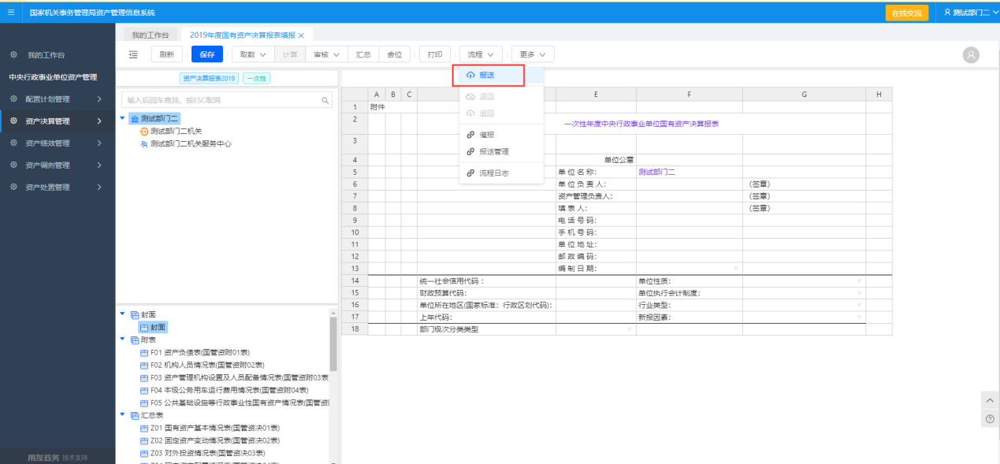 国家机关事务管理局资产管理信息系统
在线交流
测试部门二
我的工作台
2019年度国有资产决算报表填报
刷新
保存
取数
计算
审核
汇总
舍位
打印
流程
更多
我的工作台
中央行政事业单位资产管理
配置计划管理
资产决算管理
资产绩效管理
资产调剂管理
资产处置管理
用友政务 技术支持
资产决算报表2019
一次性
输入后回车查找，按ESC取消
测试部门二
测试部门二机关
测试部门二机关服务中心
封面
封面
附表
F01 资产负债表(国管资附01表)
F02 机构人员情况表(国管资附02表)
F03 资产管理机构设置及人员配备情况表(国管资附03表
F04 本级公务用车运行费用情况表(国管资附04表)
F05 公共基础设施等行政事业性国有资产情况表(国管资
汇总表
Z01 国有资产基本情况表(国管资决01表)
Z02 固定资产变动情况表(国管资决02表)
Z03 对外投资情况表(国管资决03表)
报送
退回
退回
催报
报送管理
流程日志
A B C E F G H
1 附件
2 一次性年度中央行政事业单位国有资产决算报表
3
4 单位公章
5 单 位 名 称： 测试部门二
6 单 位 负 责 人： （签章）
7 资产管理负责人： （签章）
8 填 表 人： （签章）
9 电 话 号 码：
10 手 机 号 码：
11 单 位 地 址：
12 邮 政 编 码：
13 编 制 日 期：
14 统一社会信用代码： 单位性质：
15 财政预算代码： 单位执行会计制度：
16 单位所在地区(国家标准：行政区划代码)： 行业类型：
17 上年代码： 新报因素：
18 部门级次分类类型